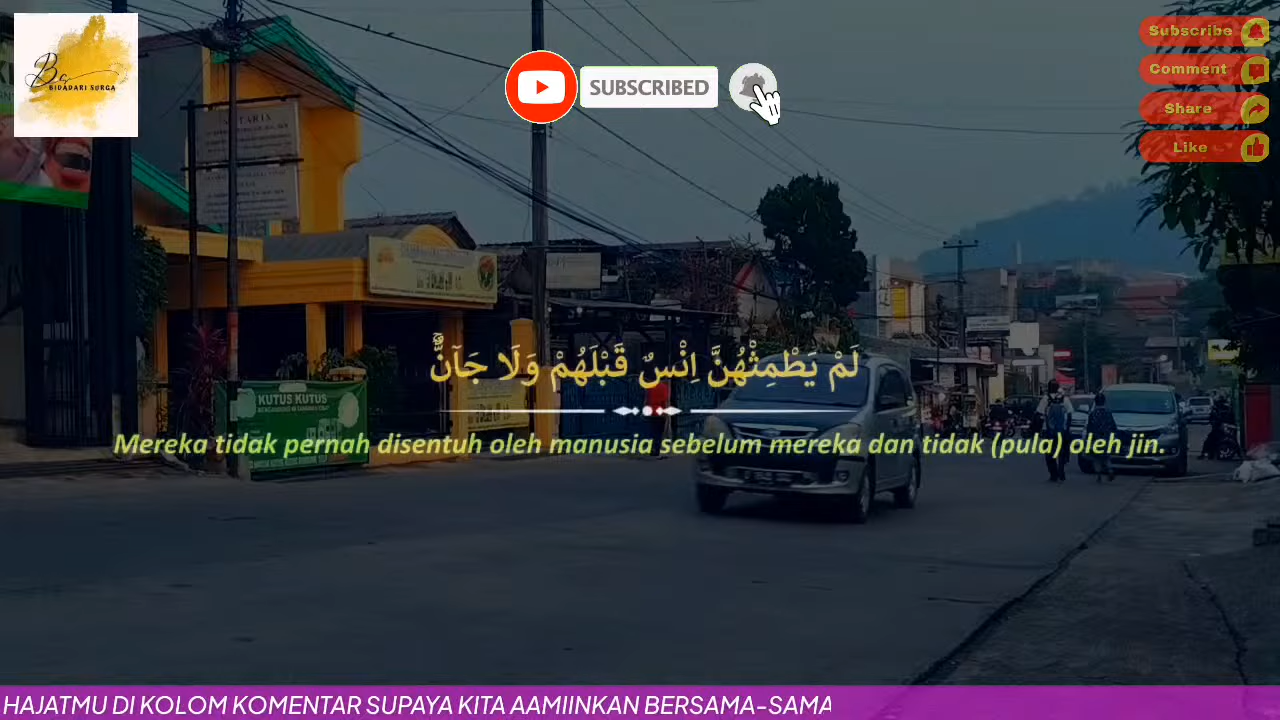 BIDADARI SURGA
SUBSCRIBED
Subscribe
Comment
Share
Like
لَمْ يَطْمِثْهُنَّ اِنْسٌ قَبْلَهُمْ وَلَا جَاۤنٌّۚ
Mereka tidak pernah disentuh oleh manusia sebelum mereka dan tidak (pula) oleh jin.
KUTUS KUTUS
HAJATMU DI KOLOM KOMENTAR SUPAYA KITA AAMIINKAN BERSAMA-SAMA